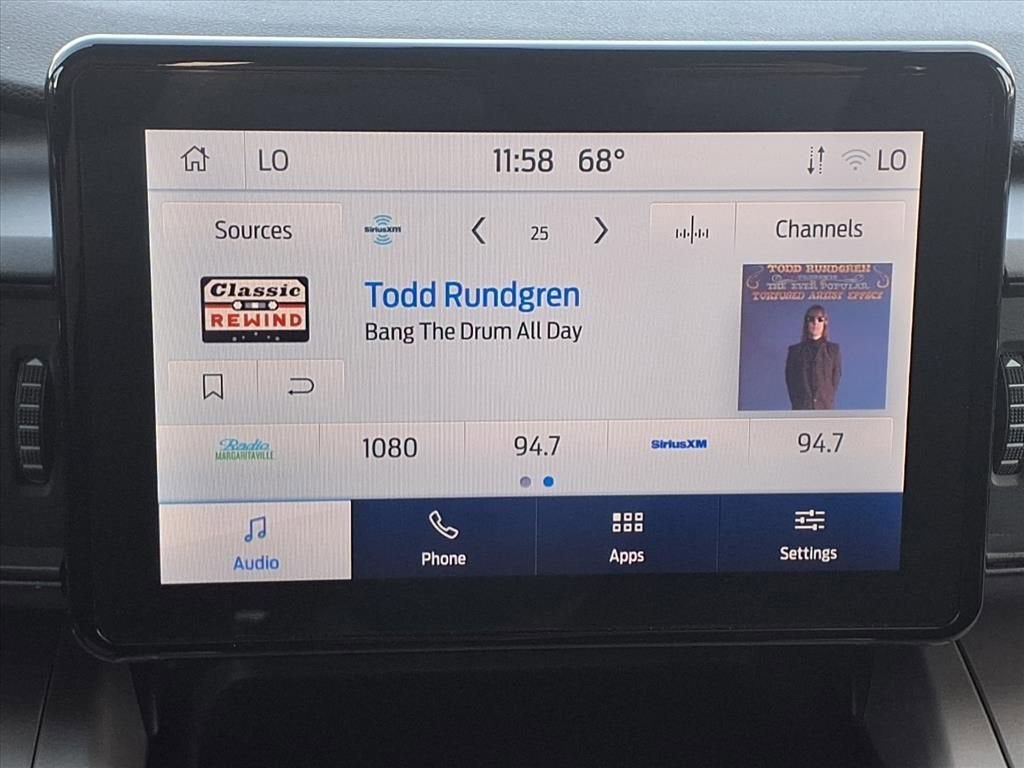 LO 11:58 68° LO
Sources SiriusXM 25 Channels
Classic
REWIND
Todd Rundgren
Bang The Drum All Day
TODD RUNDGREN
THE EVER POPULAR
TORTURED ARTIST EFFECT
Radio
MARGARITAVILLE
1080 94.7 SiriusXM 94.7
Audio Phone Apps Settings